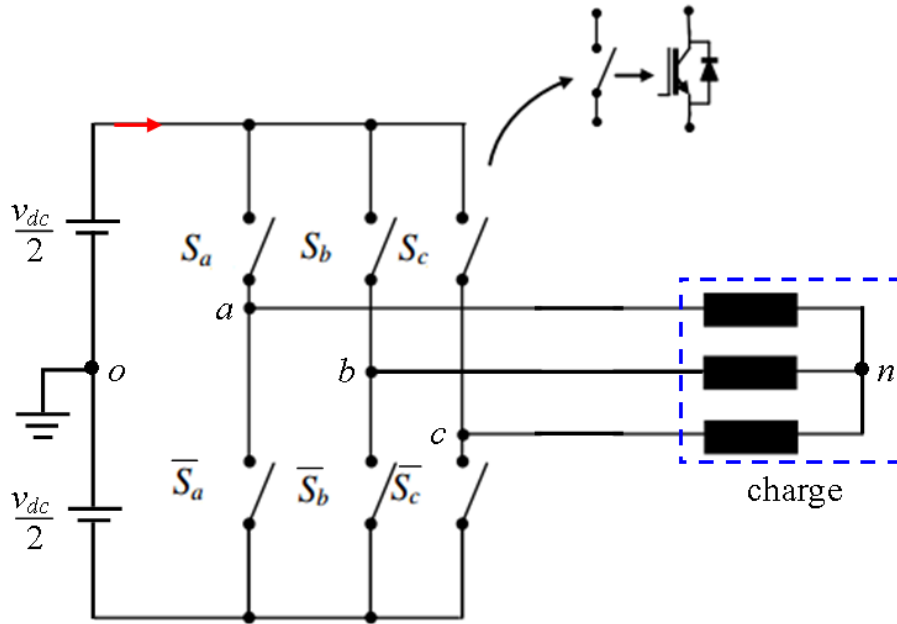 v_dc/2
S_a
S_b
S_c
a
o
b
n
c
S̅_a
S̅_b
S̅_c
v_dc/2
charge